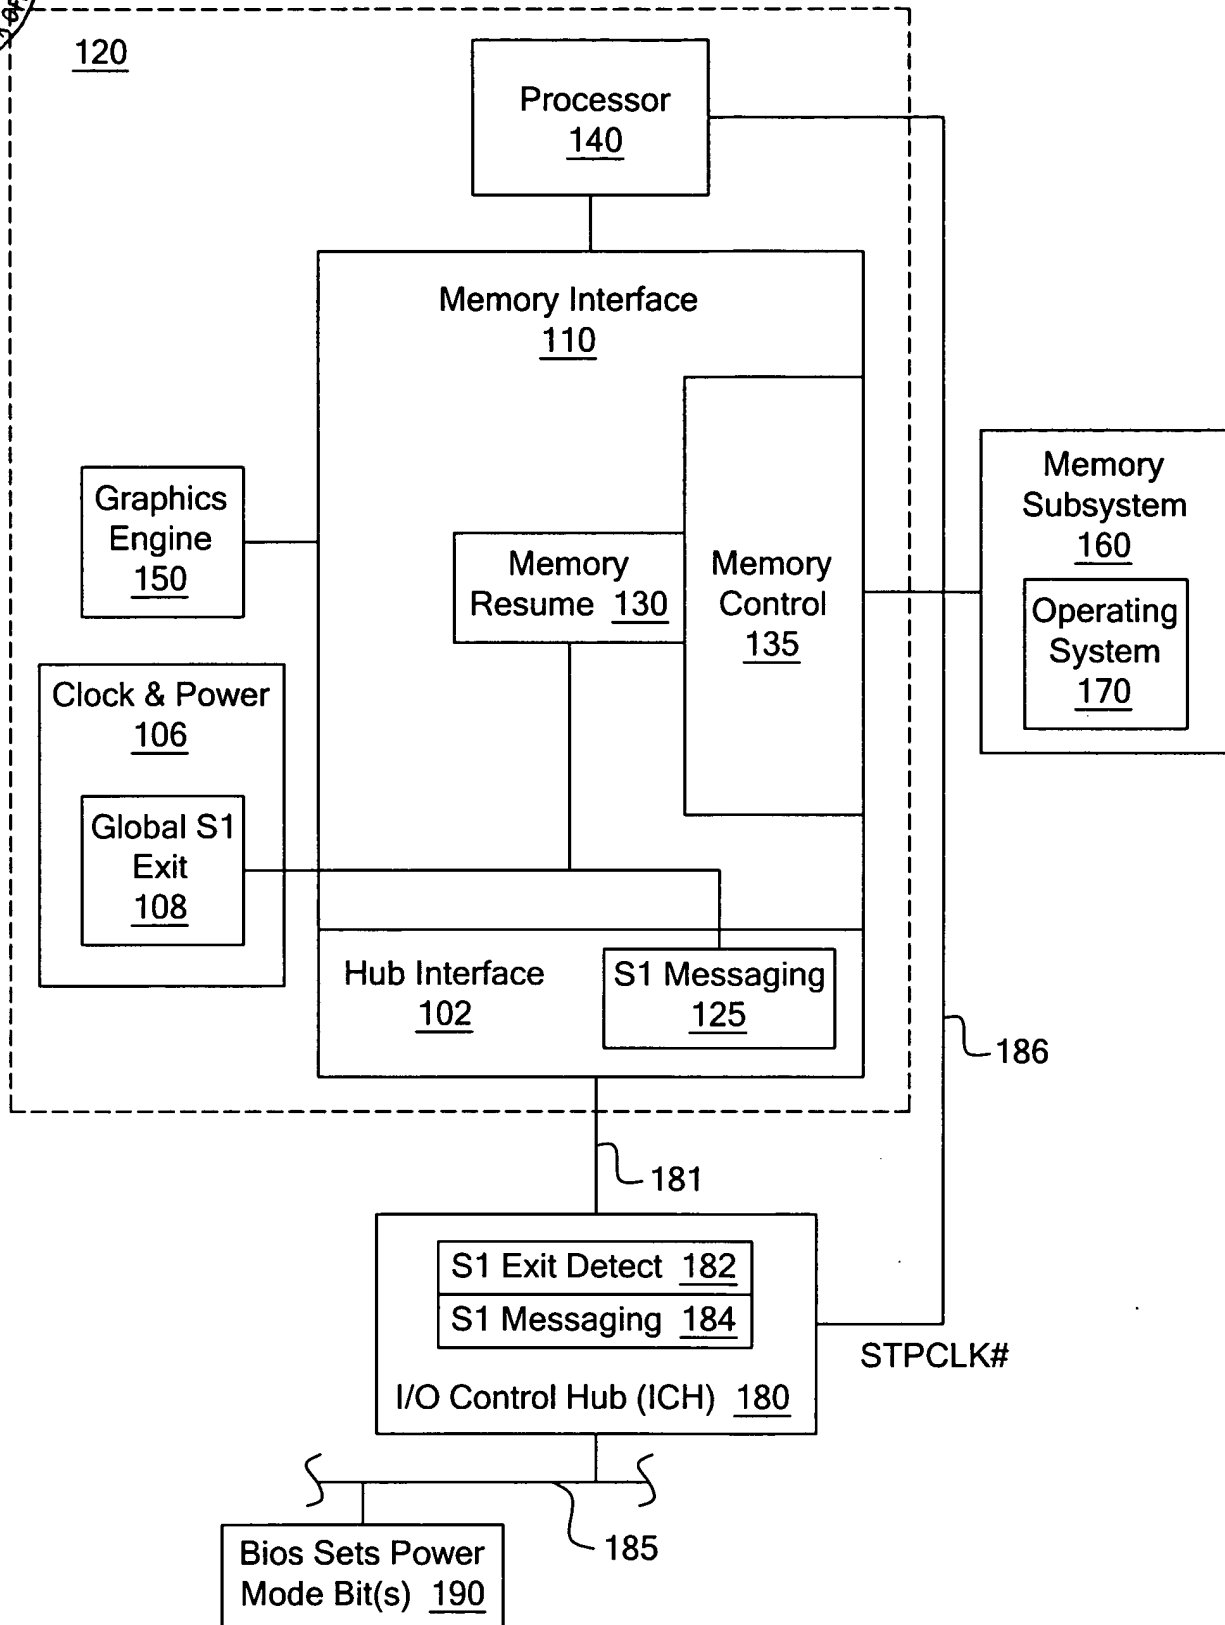 120
Processor
140
Memory Interface
110
Graphics
Engine
150
Memory
Resume 130
Memory
Control
135
Memory
Subsystem
160
Operating
System
170
Clock & Power
106
Global S1
Exit
108
Hub Interface
102
S1 Messaging
125
186
181
S1 Exit Detect 182
S1 Messaging 184
I/O Control Hub (ICH) 180
STPCLK#
185
Bios Sets Power
Mode Bit(s) 190